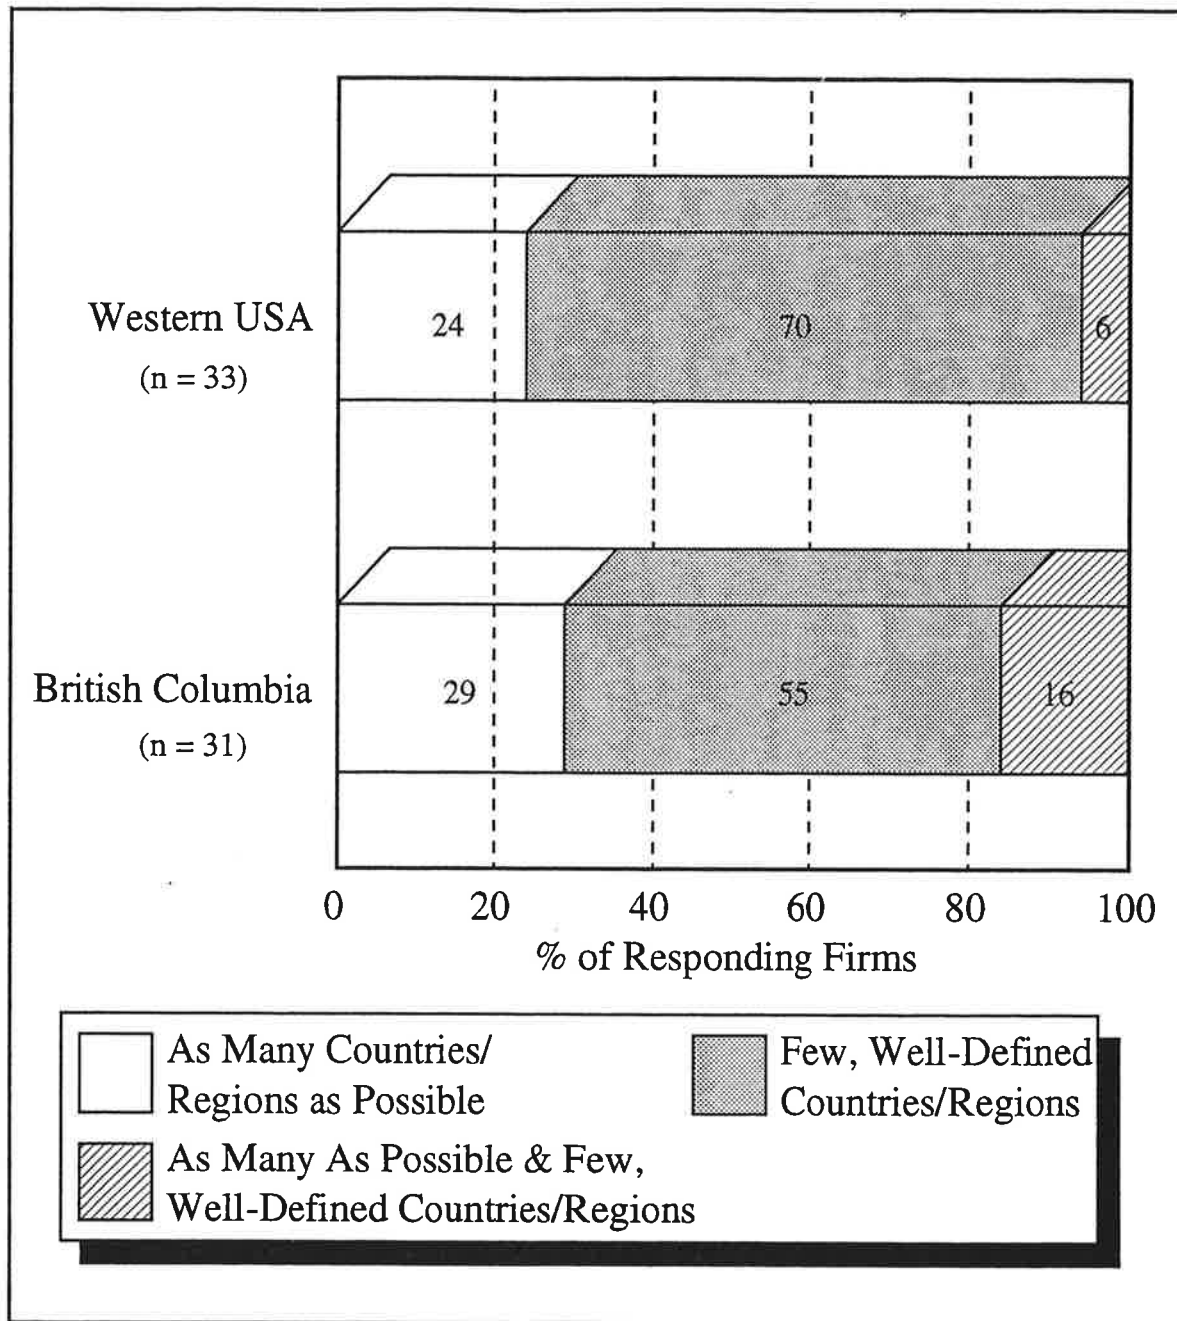 Western USA
(n = 33)
24
70
6
British Columbia
(n = 31)
29
55
16
0 20 40 60 80 100
% of Responding Firms
As Many Countries/
Regions as Possible
Few, Well-Defined
Countries/Regions
As Many As Possible & Few,
Well-Defined Countries/Regions